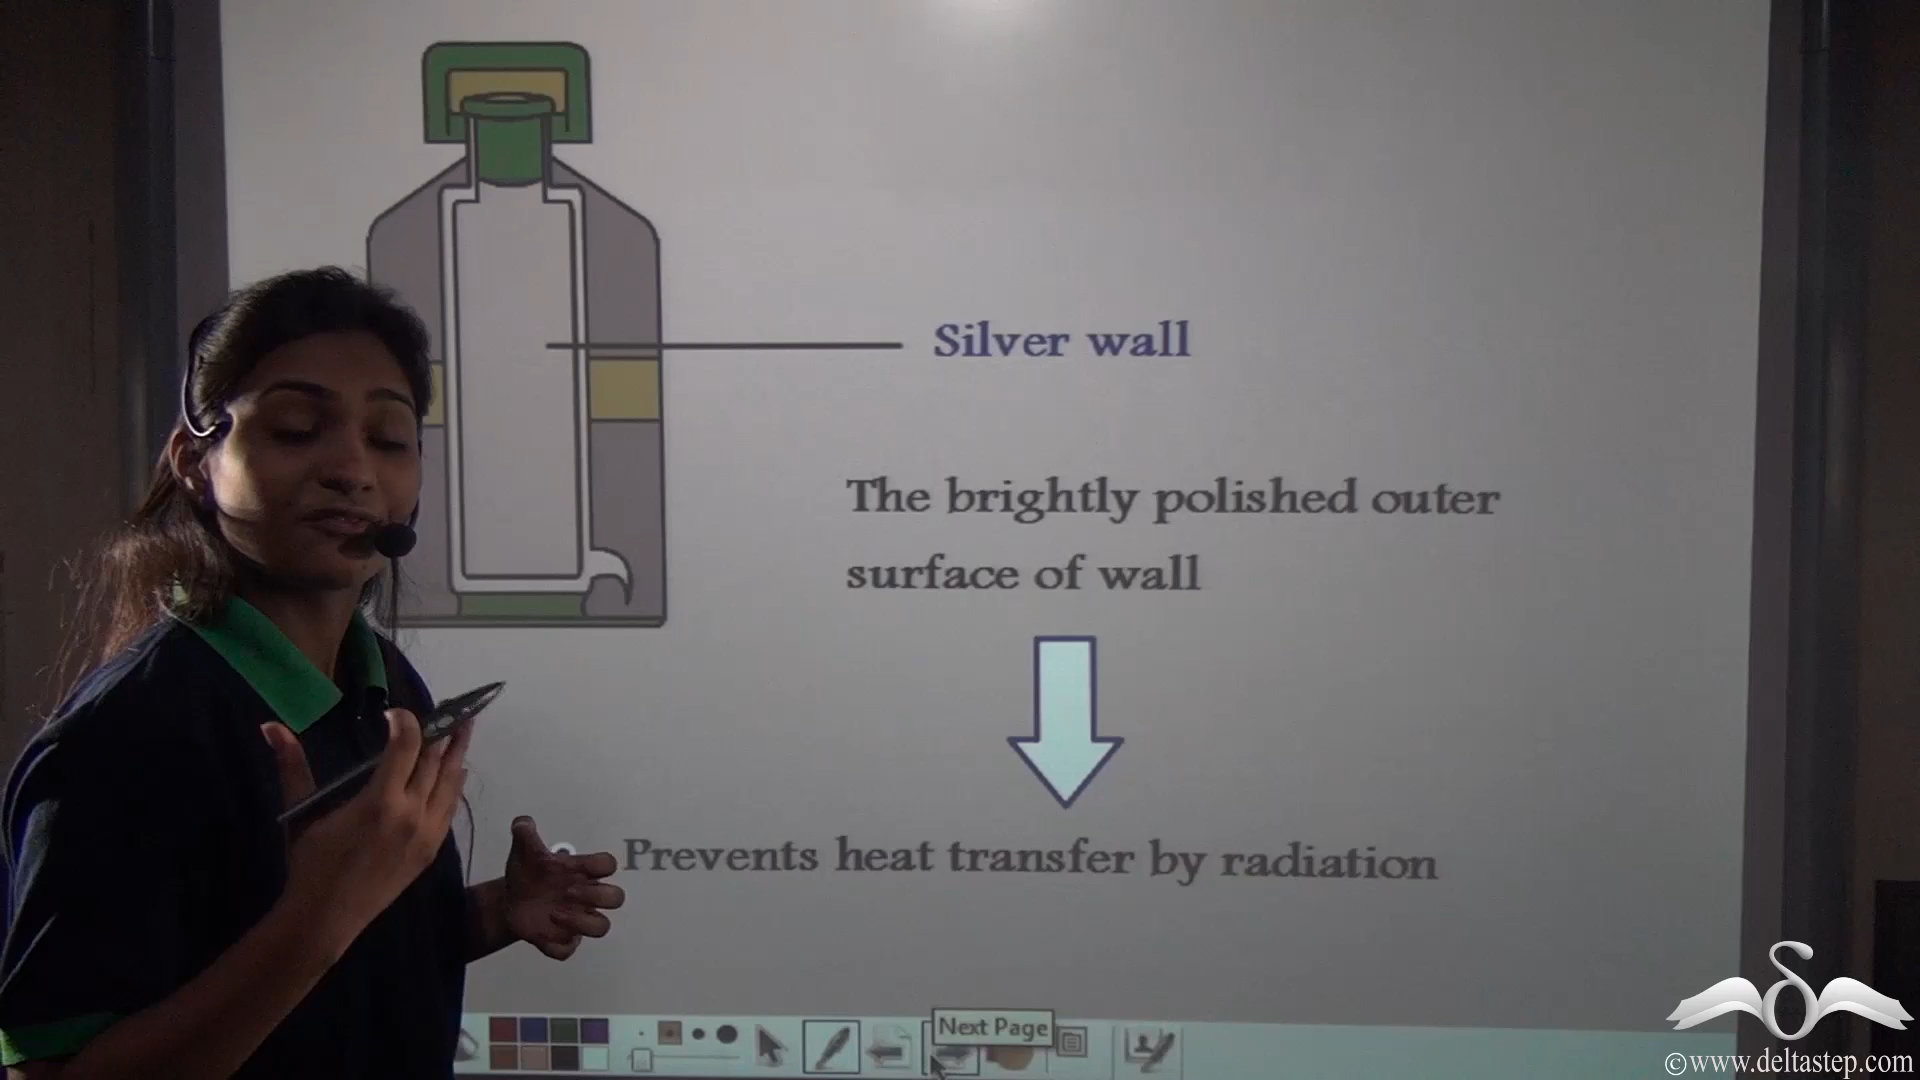 Silver wall
The brightly polished outer
surface of wall
Prevents heat transfer by radiation
Next Page
©www.deltastep.com